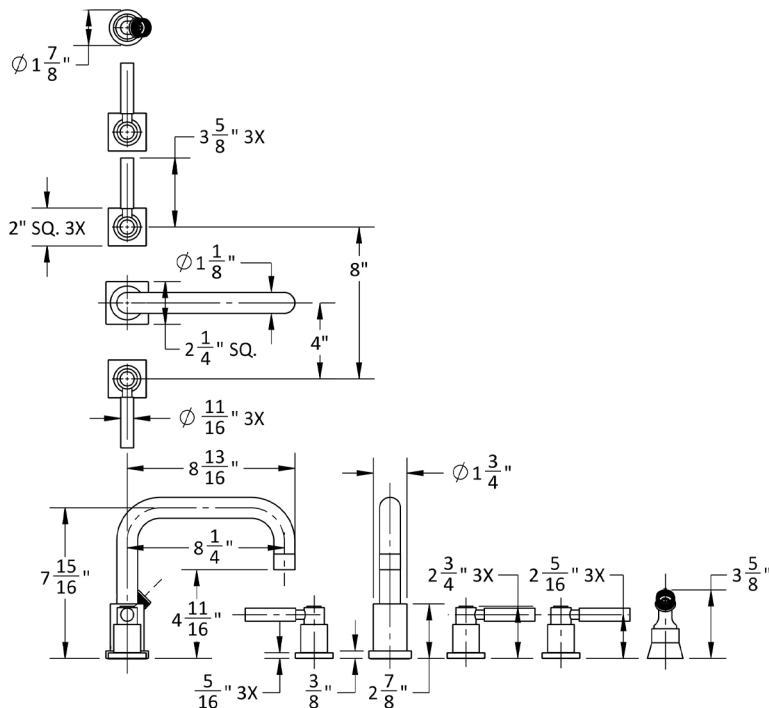 ⌀1 7/8"
3 5/8" 3X
2" SQ. 3X
⌀1 1/8"
8"
2 1/4" SQ.
4"
⌀ 11/16" 3X
8 13/16"
⌀1 3/4"
8 1/4"
7 15/16"
4 11/16"
2 3/4" 3X
2 5/16" 3X
3 5/8"
5/16" 3X
3/8"
2 7/8"